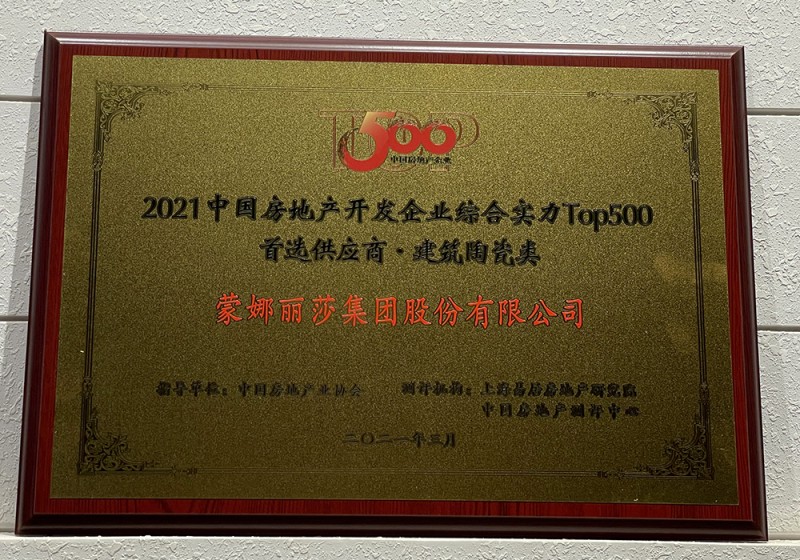 500
中国房地产企业
2021中国房地产开发企业综合实力Top500
首选供应商·建筑陶瓷类
蒙娜丽莎集团股份有限公司
指导单位：中国房地产业协会 测评机构：上海易居房地产研究院
中国房地产测评中心
二〇二一年三月